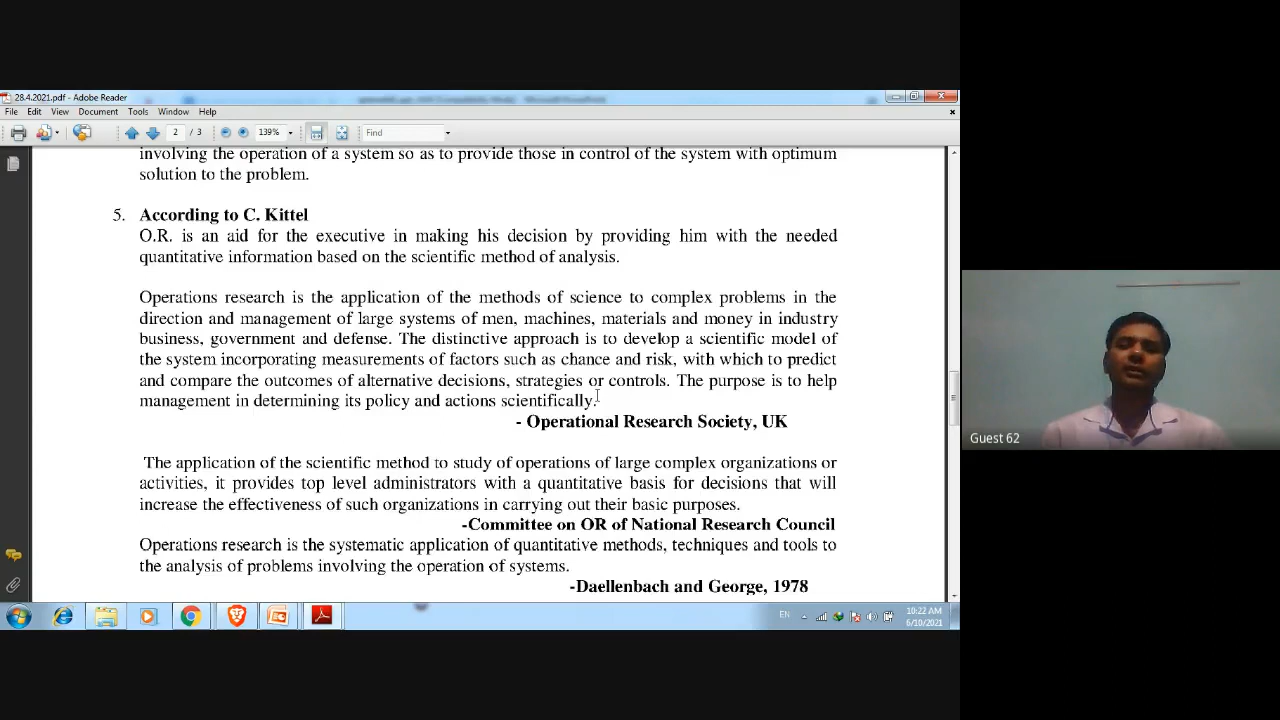 28.4.2021.pdf - Adobe Reader
File Edit View Document Tools Window Help
2 / 3 139% Find
involving the operation of a system so as to provide those in control of the system with optimum
solution to the problem.
5. According to C. Kittel
O.R. is an aid for the executive in making his decision by providing him with the needed
quantitative information based on the scientific method of analysis.
Operations research is the application of the methods of science to complex problems in the
direction and management of large systems of men, machines, materials and money in industry
business, government and defense. The distinctive approach is to develop a scientific model of
the system incorporating measurements of factors such as chance and risk, with which to predict
and compare the outcomes of alternative decisions, strategies or controls. The purpose is to help
management in determining its policy and actions scientifically.
- Operational Research Society, UK
The application of the scientific method to study of operations of large complex organizations or
activities, it provides top level administrators with a quantitative basis for decisions that will
increase the effectiveness of such organizations in carrying out their basic purposes.
-Committee on OR of National Research Council
Operations research is the systematic application of quantitative methods, techniques and tools to
the analysis of problems involving the operation of systems.
-Daellenbach and George, 1978
Guest 62
EN
10:22 AM
6/10/2021